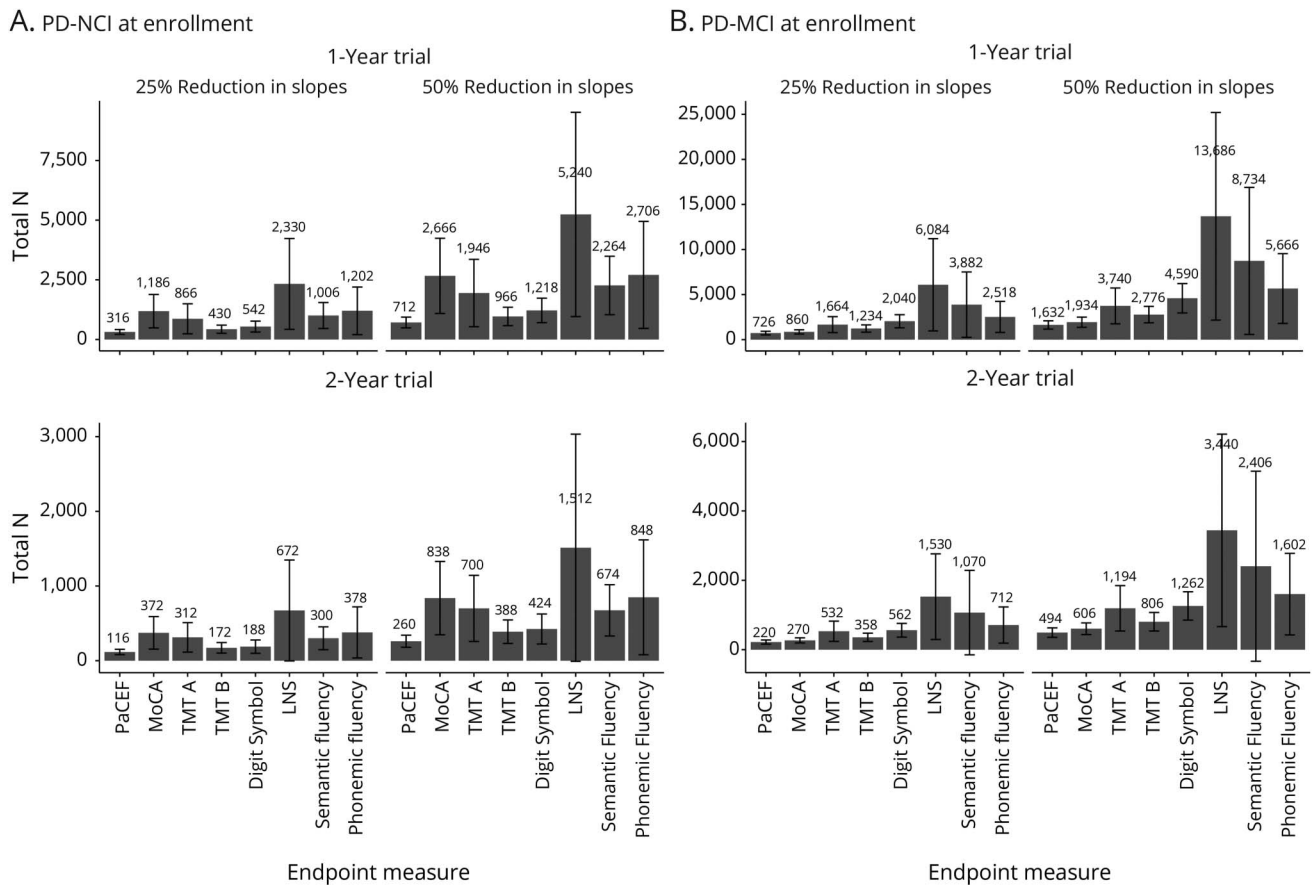 A. PD-NCI at enrollment
1-Year trial
25% Reduction in slopes
50% Reduction in slopes
Total N
7,500
5,000
2,500
0
316
1,186
866
430
542
2,330
1,006
1,202
712
2,666
1,946
966
1,218
5,240
2,264
2,706
2-Year trial
Total N
3,000
2,000
1,000
0
116
372
312
172
188
672
300
378
260
838
700
388
424
1,512
674
848
PaCEF
MoCA
TMT A
TMT B
Digit Symbol
LNS
Semantic fluency
Phonemic fluency
PaCEF
MoCA
TMT A
TMT B
Digit Symbol
LNS
Semantic fluency
Phonemic Fluency
Endpoint measure
B. PD-MCI at enrollment
1-Year trial
25% Reduction in slopes
50% Reduction in slopes
25,000
20,000
15,000
10,000
5,000
0
726
860
1,664
1,234
2,040
6,084
3,882
2,518
1,632
1,934
3,740
2,776
4,590
13,686
8,734
5,666
2-Year trial
6,000
4,000
2,000
0
220
270
532
358
562
1,530
1,070
712
494
606
1,194
806
1,262
3,440
2,406
1,602
PaCEF
MoCA
TMT A
TMT B
Digit Symbol
LNS
Semantic fluency
Phonemic fluency
PaCEF
MoCA
TMT A
TMT B
Digit Symbol
LNS
Semantic Fluency
Phonemic Fluency
Endpoint measure